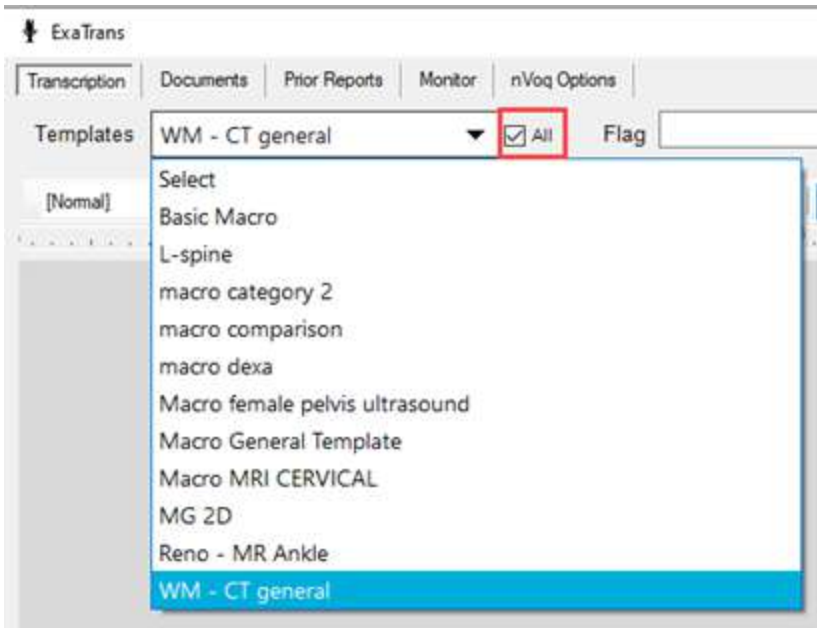 ExaTrans
Transcription Documents Prior Reports Monitor nVoq Options
Templates WM - CT general All Flag
[Normal]
Select
Basic Macro
L-spine
macro category 2
macro comparison
macro dexa
Macro female pelvis ultrasound
Macro General Template
Macro MRI CERVICAL
MG 2D
Reno - MR Ankle
WM - CT general